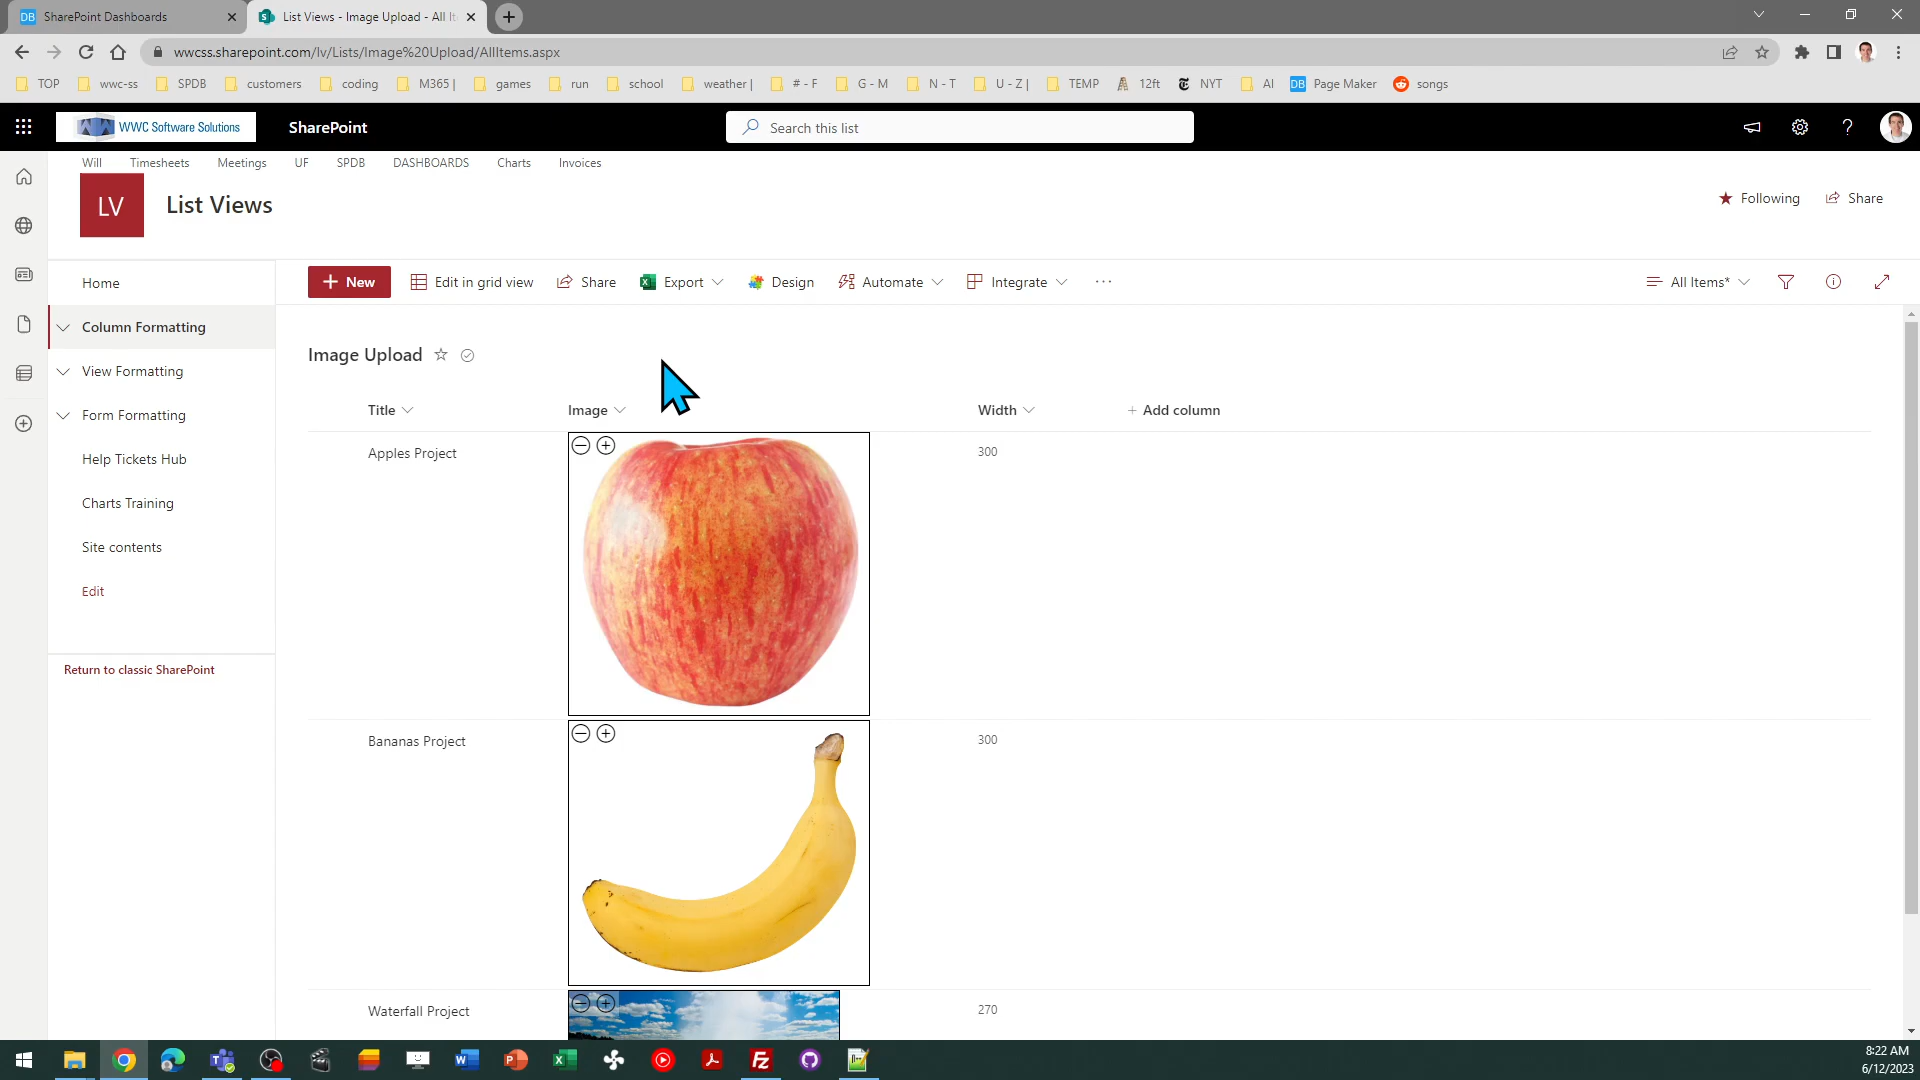 DB SharePoint Dashboards
List Views - Image Upload - All It
wwcss.sharepoint.com/lv/Lists/Image%20Upload/AllItems.aspx
TOP wwc-ss SPDB customers coding M365 | games run school weather | # - F G - M N - T U - Z | TEMP 12ft NYT AI DB Page Maker songs
WWC Software Solutions SharePoint Search this list
Will Timesheets Meetings UF SPDB DASHBOARDS Charts Invoices
LV List Views Following Share
Home
Column Formatting
View Formatting
Form Formatting
Help Tickets Hub
Charts Training
Site contents
Edit
Return to classic SharePoint
+ New Edit in grid view Share Export Design Automate Integrate ... All Items*
Image Upload
Title Image Width + Add column
Apples Project 300
Bananas Project 300
Waterfall Project 270
8:22 AM
6/12/2023